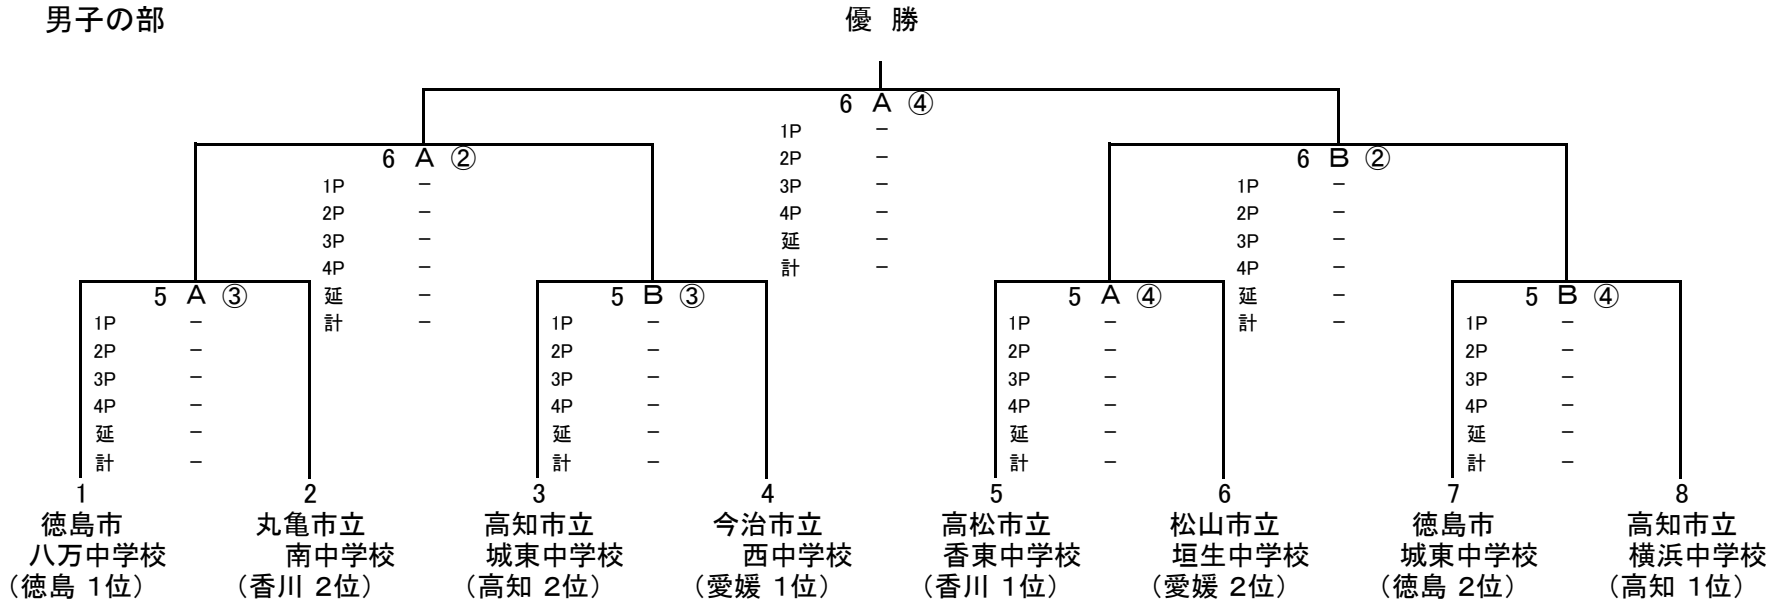 男子の部
優 勝
6 A ④
1P －
2P －
3P －
4P －
延 －
計 －
6 A ②
1P －
2P －
3P －
4P －
延 －
計 －
6 B ②
1P －
2P －
3P －
4P －
延 －
計 －
5 A ③
1P －
2P －
3P －
4P －
延 －
計 －
5 B ③
1P －
2P －
3P －
4P －
延 －
計 －
5 A ④
1P －
2P －
3P －
4P －
延 －
計 －
5 B ④
1P －
2P －
3P －
4P －
延 －
計 －
1
徳島市
八万中学校
（徳島 1位）
2
丸亀市立
南中学校
（香川 2位）
3
高知市立
城東中学校
（高知 2位）
4
今治市立
西中学校
（愛媛 1位）
5
高松市立
香東中学校
（香川 1位）
6
松山市立
垣生中学校
（愛媛 2位）
7
徳島市
城東中学校
（徳島 2位）
8
高知市立
横浜中学校
（高知 1位）